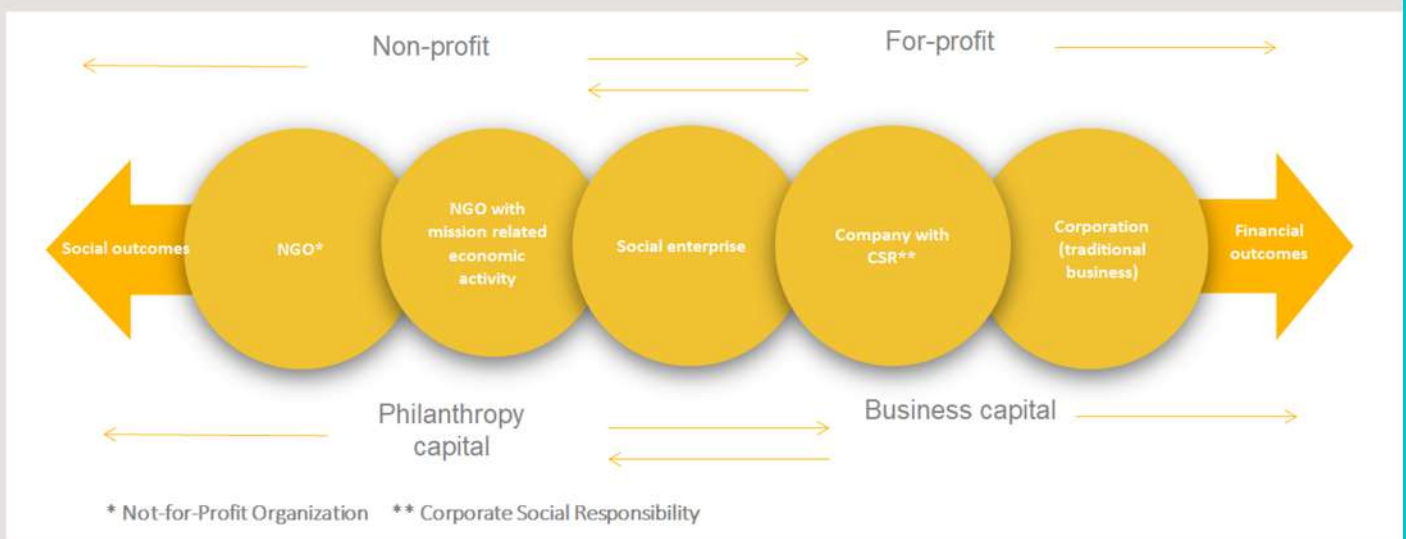 Non-profit
For-profit
Social outcomes
NGO*
NGO with
mission related
economic
activity
Social enterprise
Company with
CSR**
Corporation
(traditional
business)
Financial
outcomes
Philanthropy
capital
Business capital
* Not-for-Profit Organization ** Corporate Social Responsibility